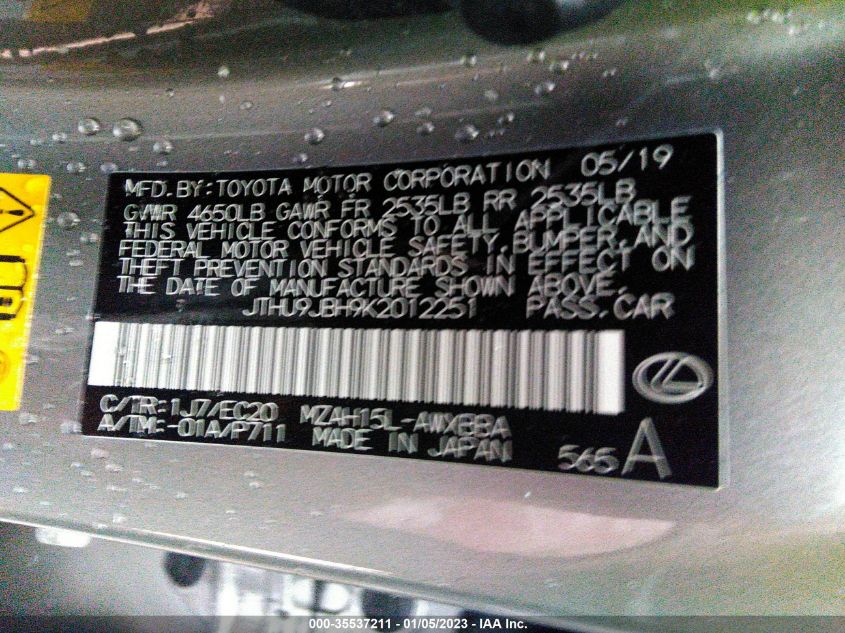 MFD. BY: TOYOTA MOTOR CORPORATION 05/19
GVWR 4650LB GAWR FR 2535LB RR 2535LB
THIS VEHICLE CONFORMS TO ALL APPLICABLE
FEDERAL MOTOR VEHICLE SAFETY, BUMPER, AND
THEFT PREVENTION STANDARDS IN EFFECT ON
THE DATE OF MANUFACTURE SHOWN ABOVE.
JTHU9JBH9K2012251 PASS. CAR
C/TR: 1J7/EC20 MZAH15L-AWXBBA
A/TM: -01A/P711 MADE IN JAPAN
565 A
000-35537211 - 01/05/2023 - IAA Inc.